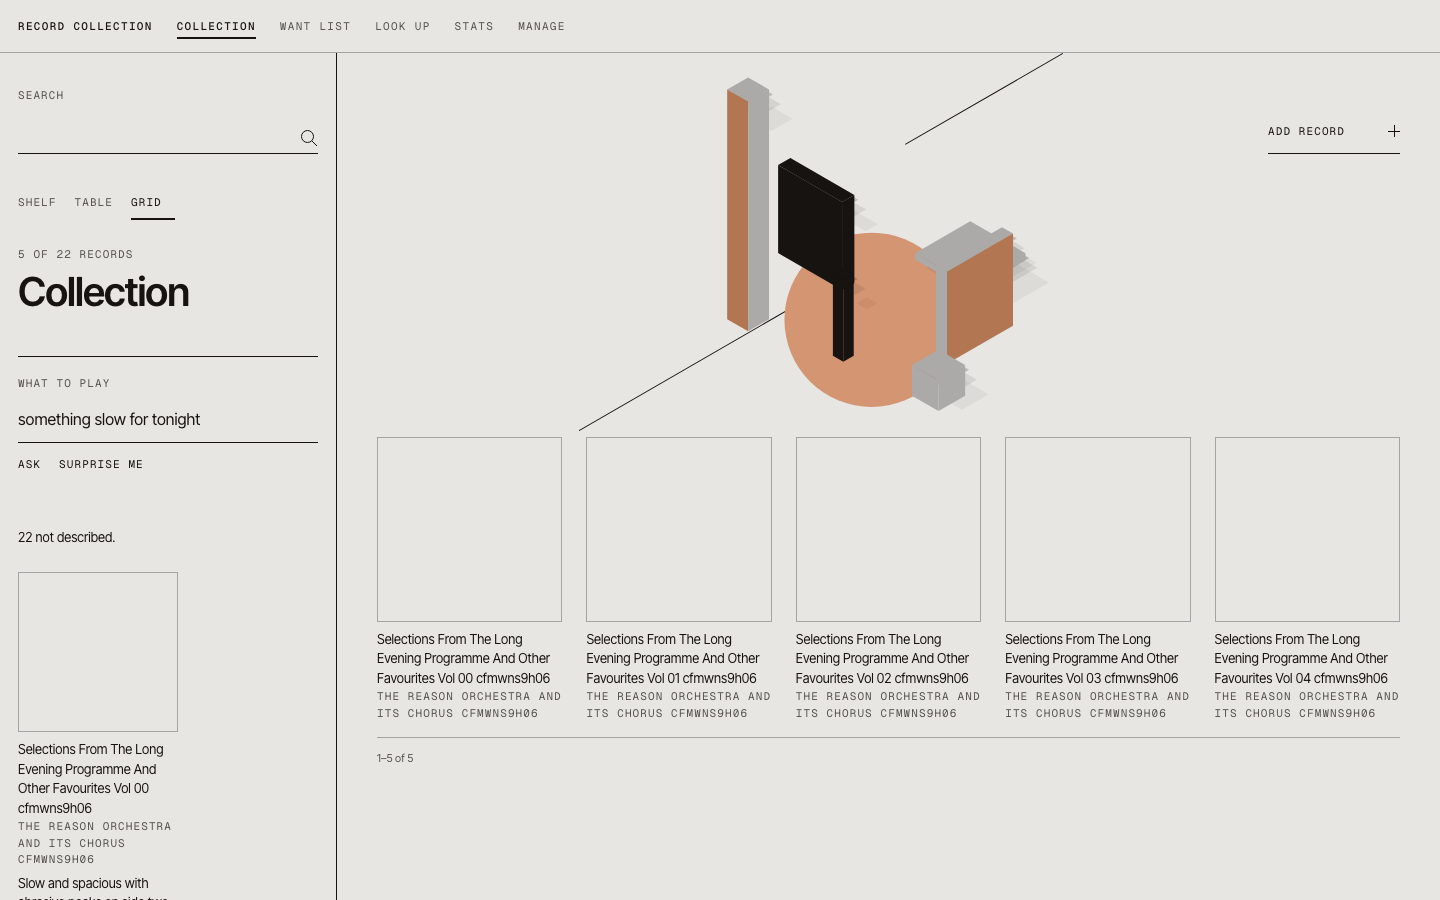 RECORD COLLECTION COLLECTION WANT LIST LOOK UP STATS MANAGE
SEARCH
SHELF TABLE GRID
5 OF 22 RECORDS
Collection
WHAT TO PLAY
something slow for tonight
ASK SURPRISE ME
22 not described.
Selections From The Long
Evening Programme And
Other Favourites Vol 00
cfmwns9h06
THE REASON ORCHESTRA
AND ITS CHORUS
CFMWNS9H06
Slow and spacious with
ADD RECORD
Selections From The Long
Evening Programme And Other
Favourites Vol 00 cfmwns9h06
THE REASON ORCHESTRA AND
ITS CHORUS CFMWNS9H06
Selections From The Long
Evening Programme And Other
Favourites Vol 01 cfmwns9h06
THE REASON ORCHESTRA AND
ITS CHORUS CFMWNS9H06
Selections From The Long
Evening Programme And Other
Favourites Vol 02 cfmwns9h06
THE REASON ORCHESTRA AND
ITS CHORUS CFMWNS9H06
Selections From The Long
Evening Programme And Other
Favourites Vol 03 cfmwns9h06
THE REASON ORCHESTRA AND
ITS CHORUS CFMWNS9H06
Selections From The Long
Evening Programme And Other
Favourites Vol 04 cfmwns9h06
THE REASON ORCHESTRA AND
ITS CHORUS CFMWNS9H06
1–5 of 5